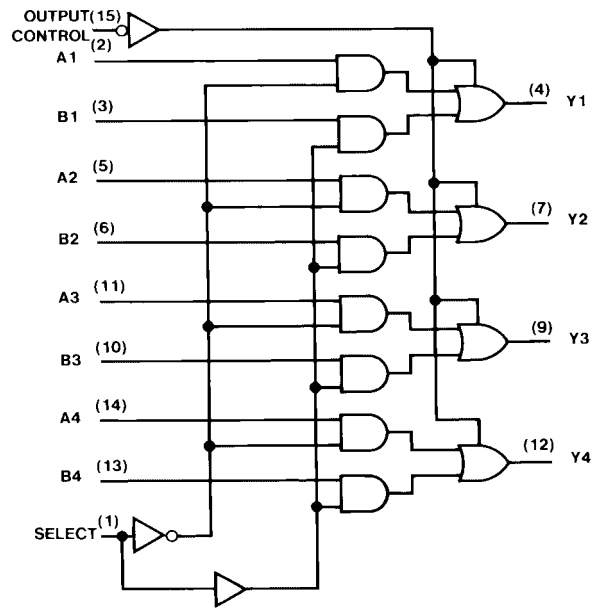 OUTPUT (15)
CONTROL
(2)
A1
(4)
Y1
(3)
B1
(5)
A2
(7)
Y2
(6)
B2
(11)
A3
(9)
Y3
(10)
B3
(14)
A4
(12)
Y4
(13)
B4
SELECT (1)